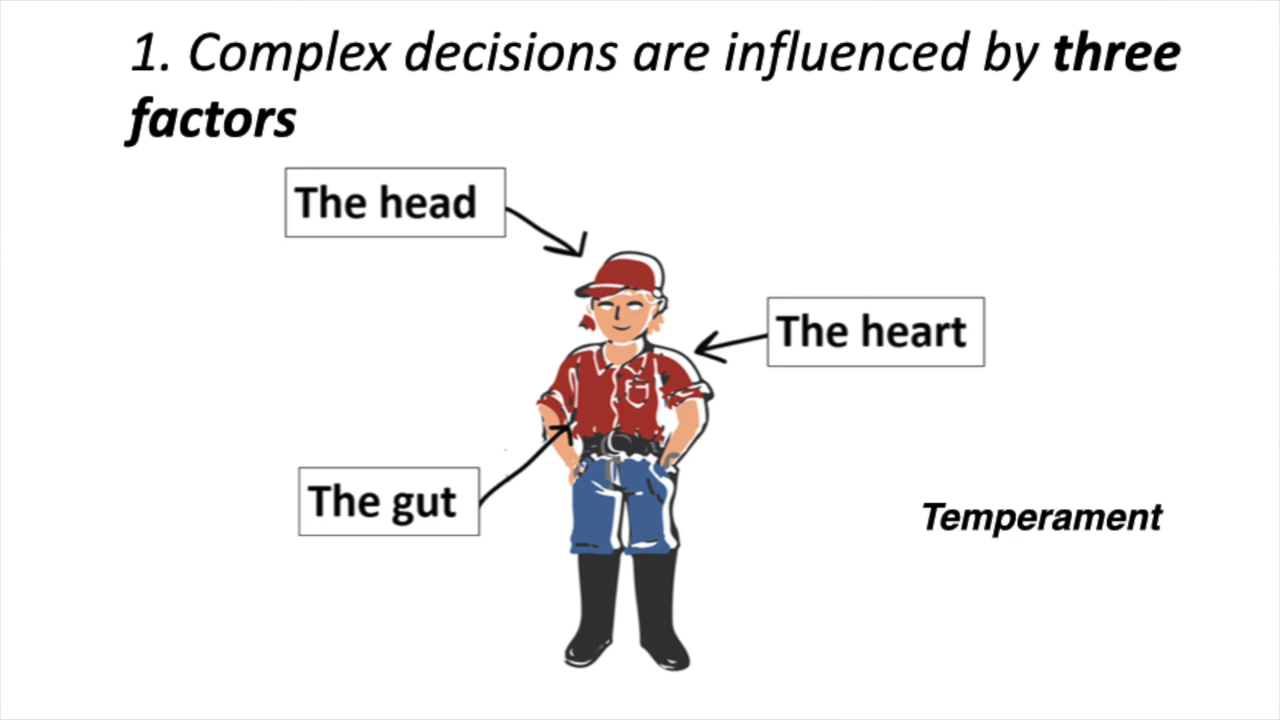 1. Complex decisions are influenced by three
factors
The head
The heart
The gut
Temperament